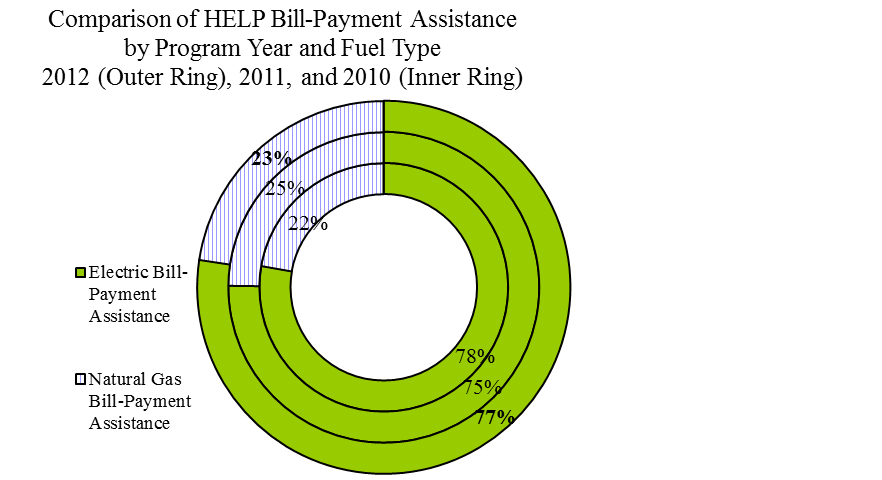 Comparison of HELP Bill-Payment Assistance
by Program Year and Fuel Type
2012 (Outer Ring), 2011, and 2010 (Inner Ring)
23%
25%
22%
Electric Bill-
Payment
Assistance
78%
75%
77%
Natural Gas
Bill-Payment
Assistance